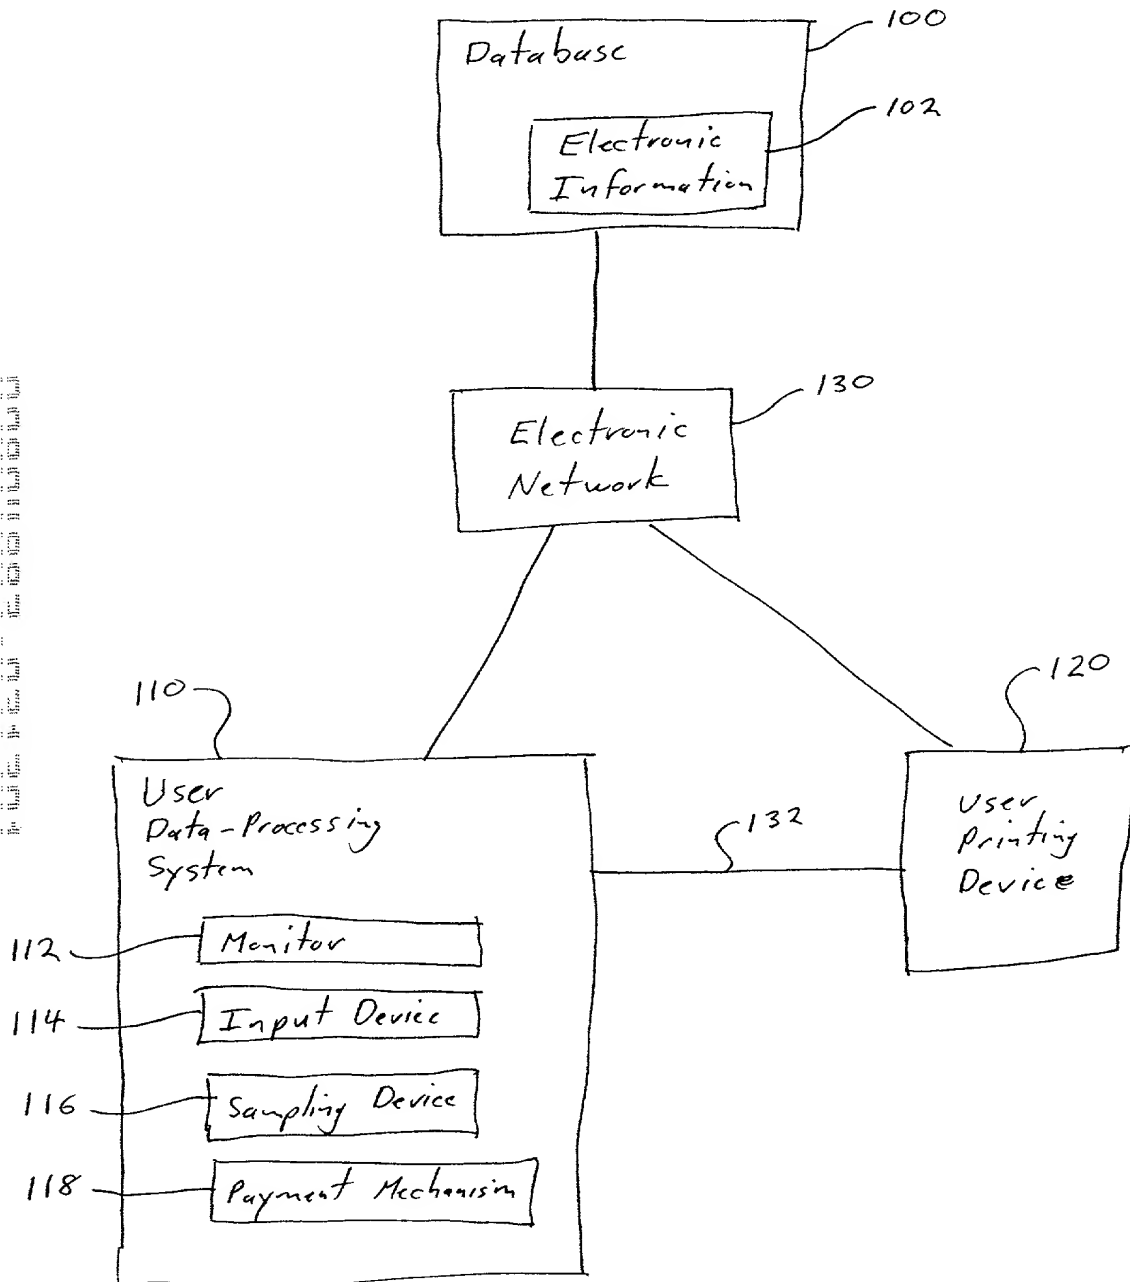 100
Database
102
Electronic
Information
130
Electronic
Network
110
120
User
Data-Processing
System
132
User
Printing
Device
112
Monitor
114
Input Device
116
Sampling Device
118
Payment Mechanism